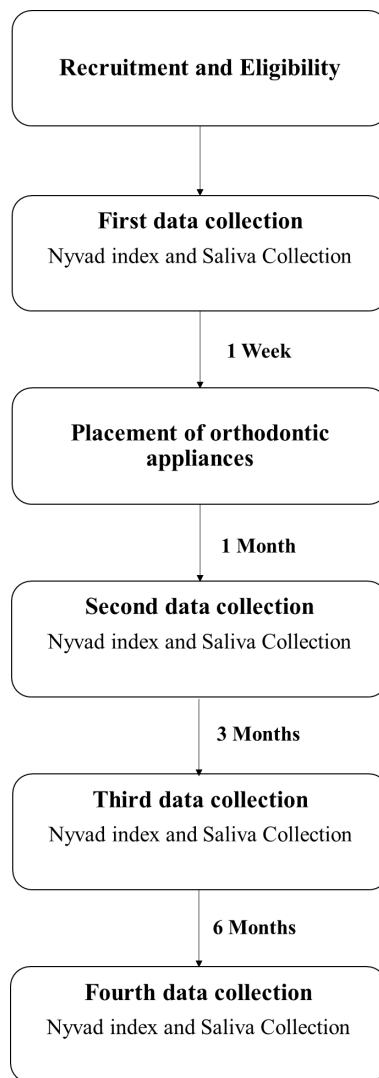 Recruitment and Eligibility
First data collection
Nyvad index and Saliva Collection
1 Week
Placement of orthodontic
appliances
1 Month
Second data collection
Nyvad index and Saliva Collection
3 Months
Third data collection
Nyvad index and Saliva Collection
6 Months
Fourth data collection
Nyvad index and Saliva Collection